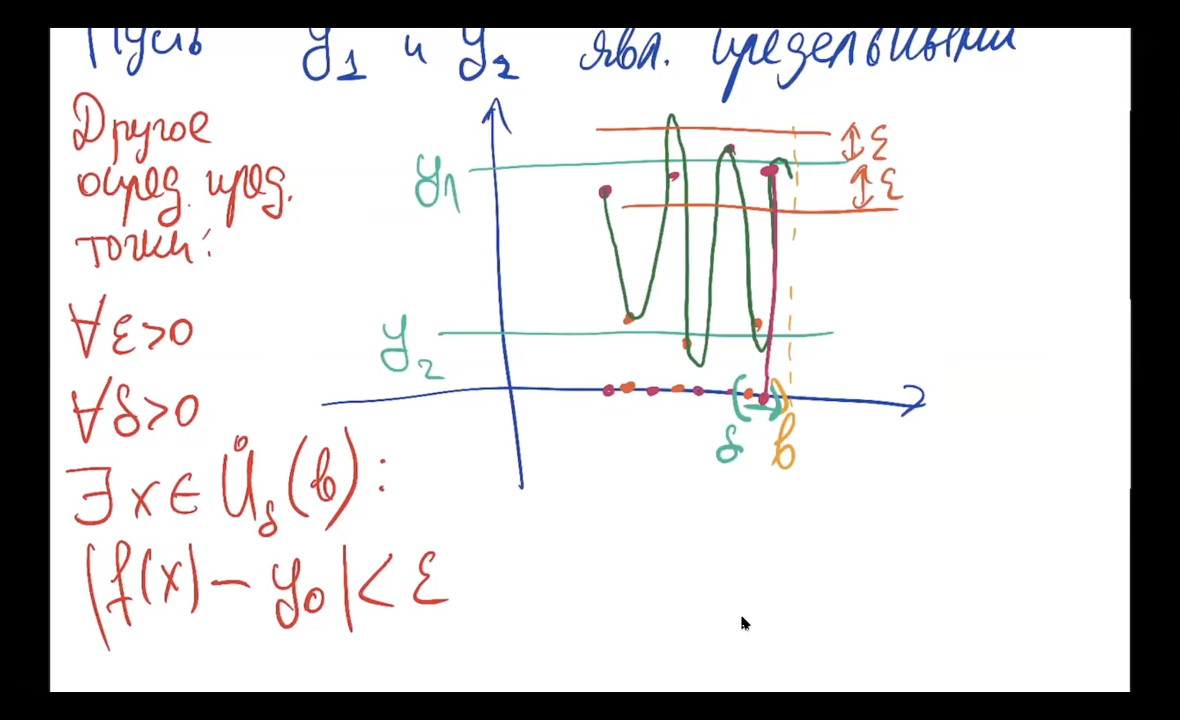 Пусть y₁ и y₂ явл. предельными
Другое
опред. пред.
точки:
∀ε>0
∀δ>0
∃x∈Ů_δ(b):
|f(x) − y₀| < ε
y₁
y₂
ε
ε
δ
b